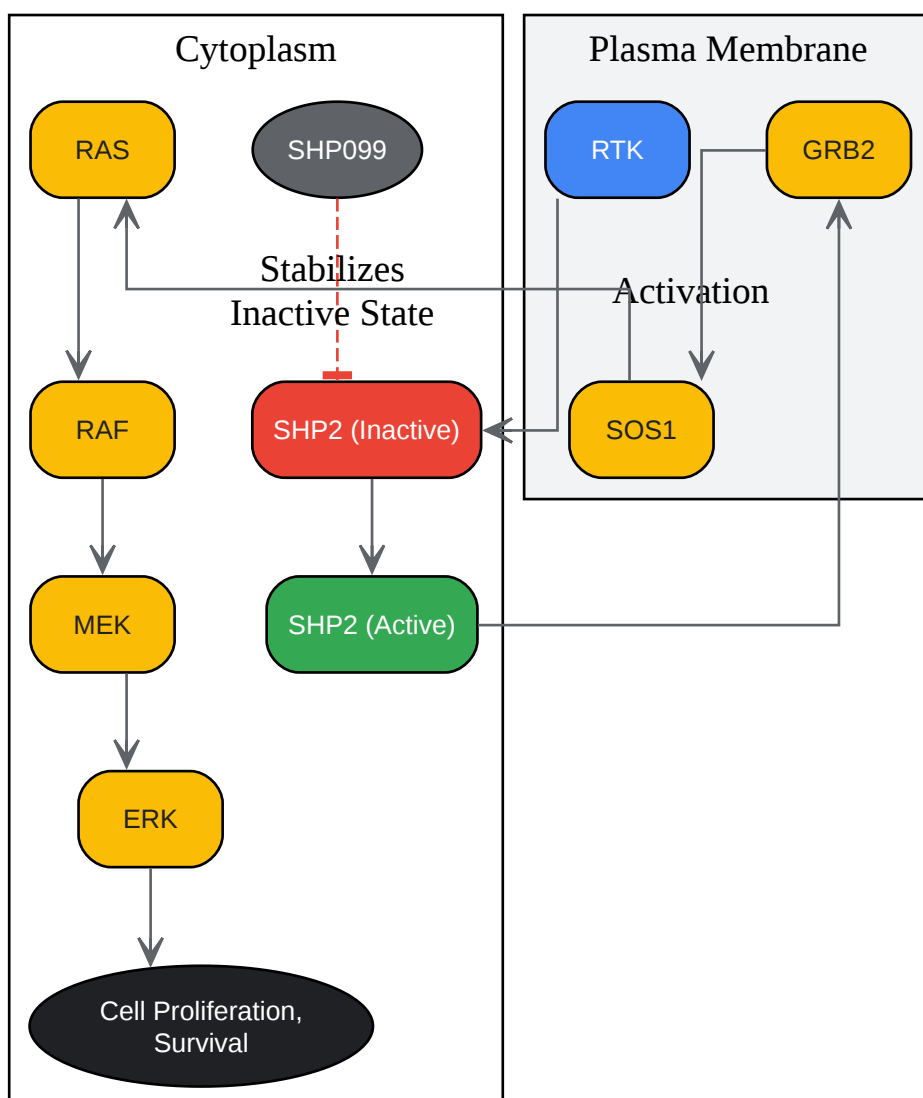 Cytoplasm
Plasma Membrane
RAS
SHP099
RTK
GRB2
Stabilizes
Inactive State
Activation
RAF
SHP2 (Inactive)
SOS1
MEK
SHP2 (Active)
ERK
Cell Proliferation,
Survival